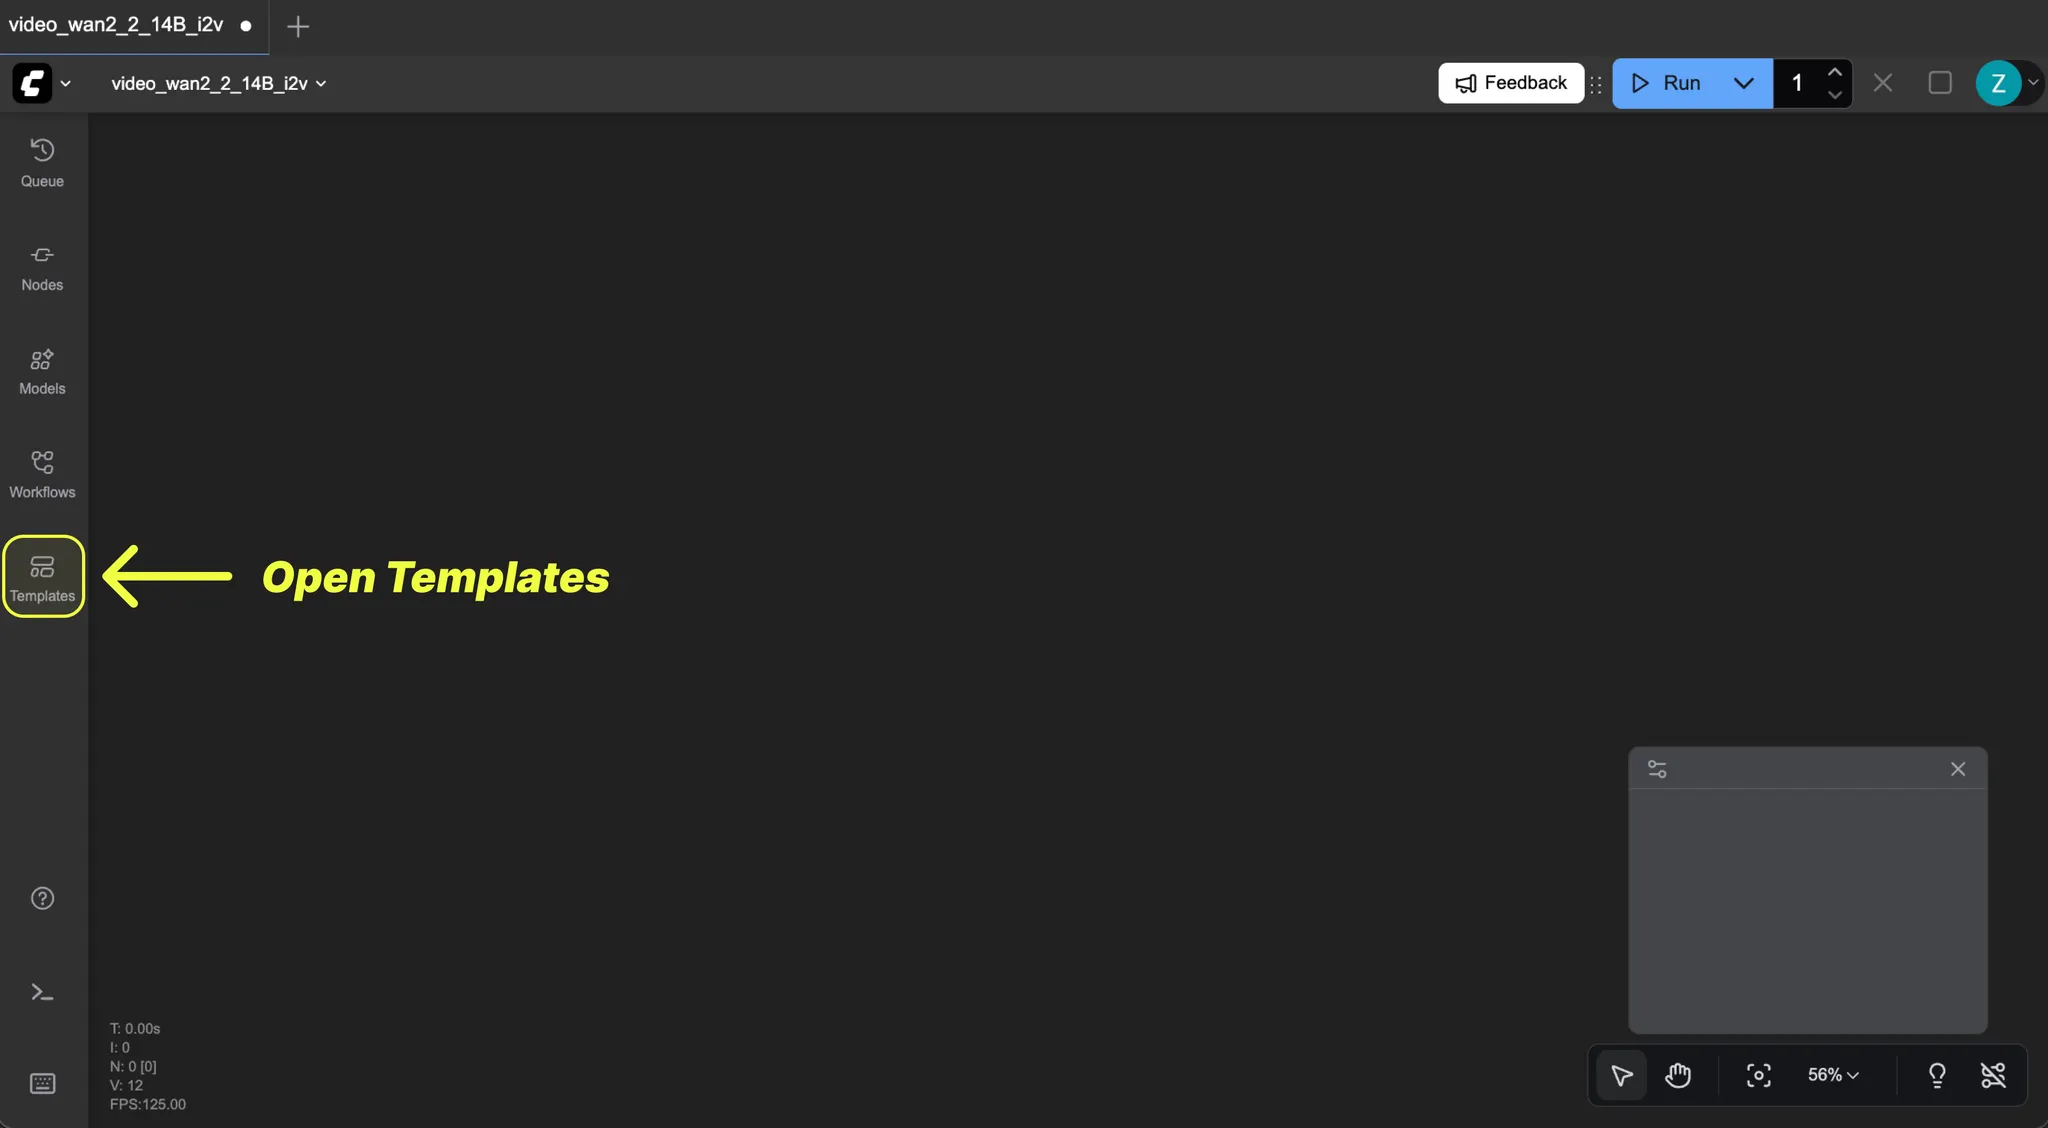 video_wan2_2_14B_i2v
video_wan2_2_14B_i2v
Feedback
Run
1
Z
Queue
Nodes
Models
Workflows
Templates
Open Templates
T: 0.00s
I: 0
N: 0 [0]
V: 12
FPS:125.00
56%